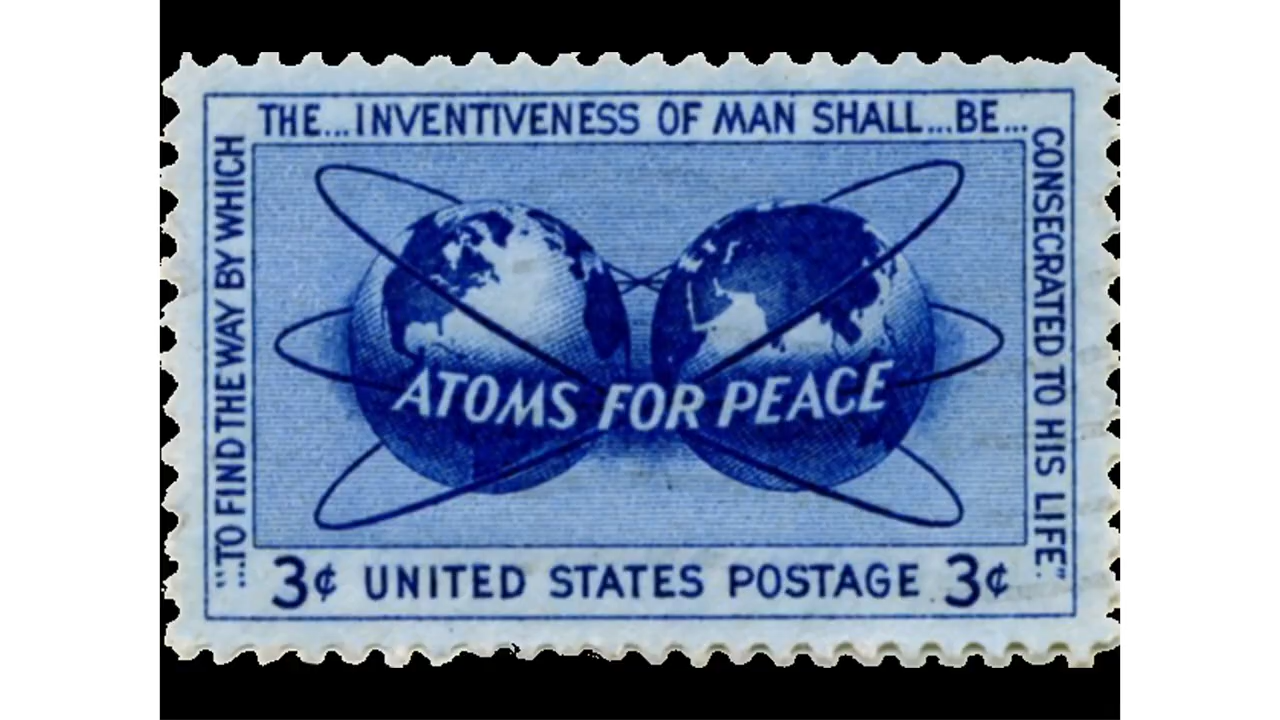 "...TO FIND THE WAY BY WHICH
THE...INVENTIVENESS OF MAN SHALL...BE...
CONSECRATED TO HIS LIFE."
ATOMS FOR PEACE
3¢ UNITED STATES POSTAGE 3¢